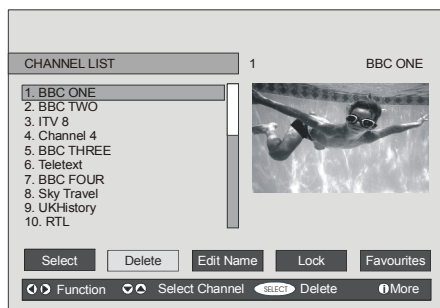 CHANNEL LIST
1 BBC ONE
1. BBC ONE
2. BBC TWO
3. ITV 8
4. Channel 4
5. BBC THREE
6. Teletext
7. BBC FOUR
8. Sky Travel
9. UKHistory
10. RTL
Select Delete Edit Name Lock Favourites
Function Select Channel SELECT Delete i More